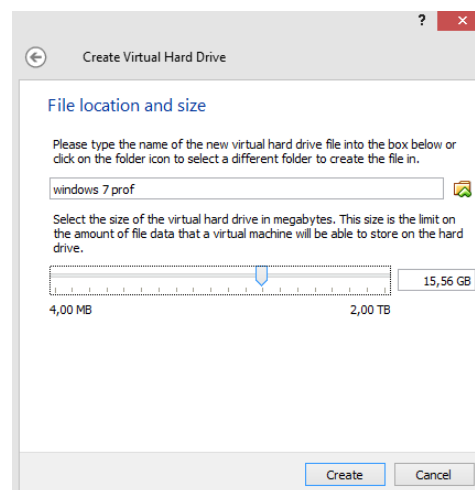 ?
Create Virtual Hard Drive
File location and size
Please type the name of the new virtual hard drive file into the box below or
click on the folder icon to select a different folder to create the file in.
windows 7 prof
Select the size of the virtual hard drive in megabytes. This size is the limit on
the amount of file data that a virtual machine will be able to store on the hard
drive.
15,56 GB
4,00 MB 2,00 TB
Create Cancel